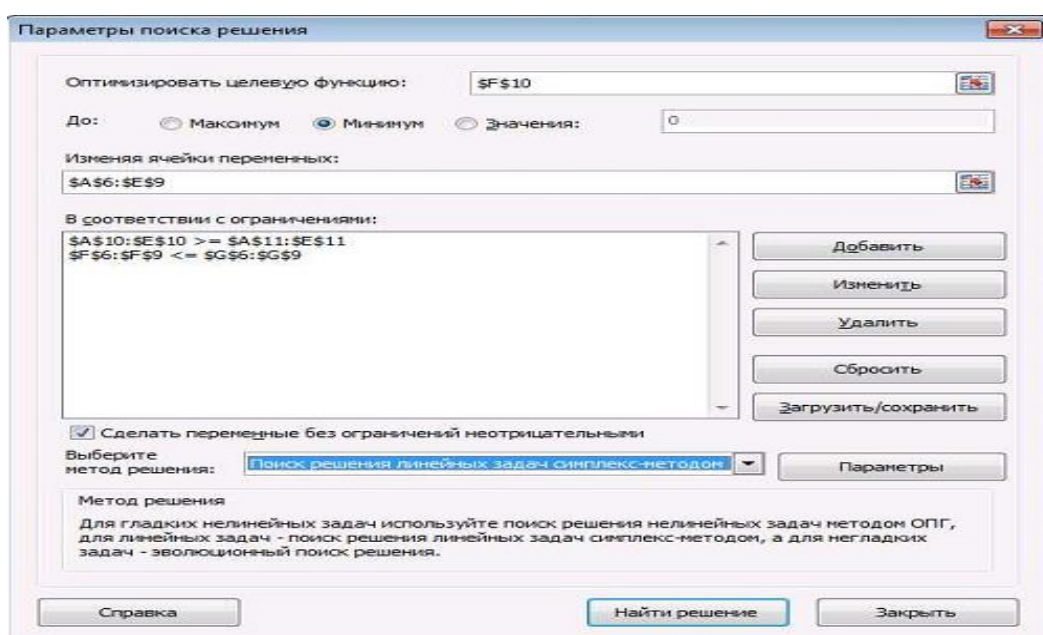 Параметры поиска решения
Оптимизировать целевую функцию: $F$10
До: Максимум Минимум Значения: 0
Изменяя ячейки переменных:
$A$6:$E$9
В соответствии с ограничениями:
$A$10:$E$10 >= $A$11:$E$11
$F$6:$F$9 <= $G$6:$G$9
Добавить
Изменить
Удалить
Сбросить
Загрузить/сохранить
Сделать переменные без ограничений неотрицательными
Выберите
метод решения: Поиск решения линейных задач симплекс-методом Параметры
Метод решения
Для гладких нелинейных задач используйте поиск решения нелинейных задач методом ОПГ,
для линейных задач - поиск решения линейных задач симплекс-методом, а для негладких
задач - эволюционный поиск решения.
Справка Найти решение Закрыть